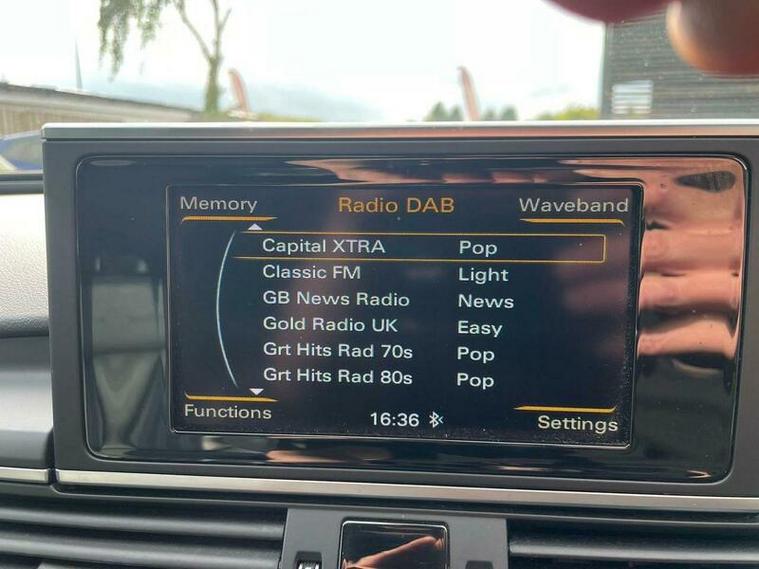 Memory Radio DAB Waveband
Capital XTRA Pop
Classic FM Light
GB News Radio News
Gold Radio UK Easy
Grt Hits Rad 70s Pop
Grt Hits Rad 80s Pop
Functions 16:36 Settings